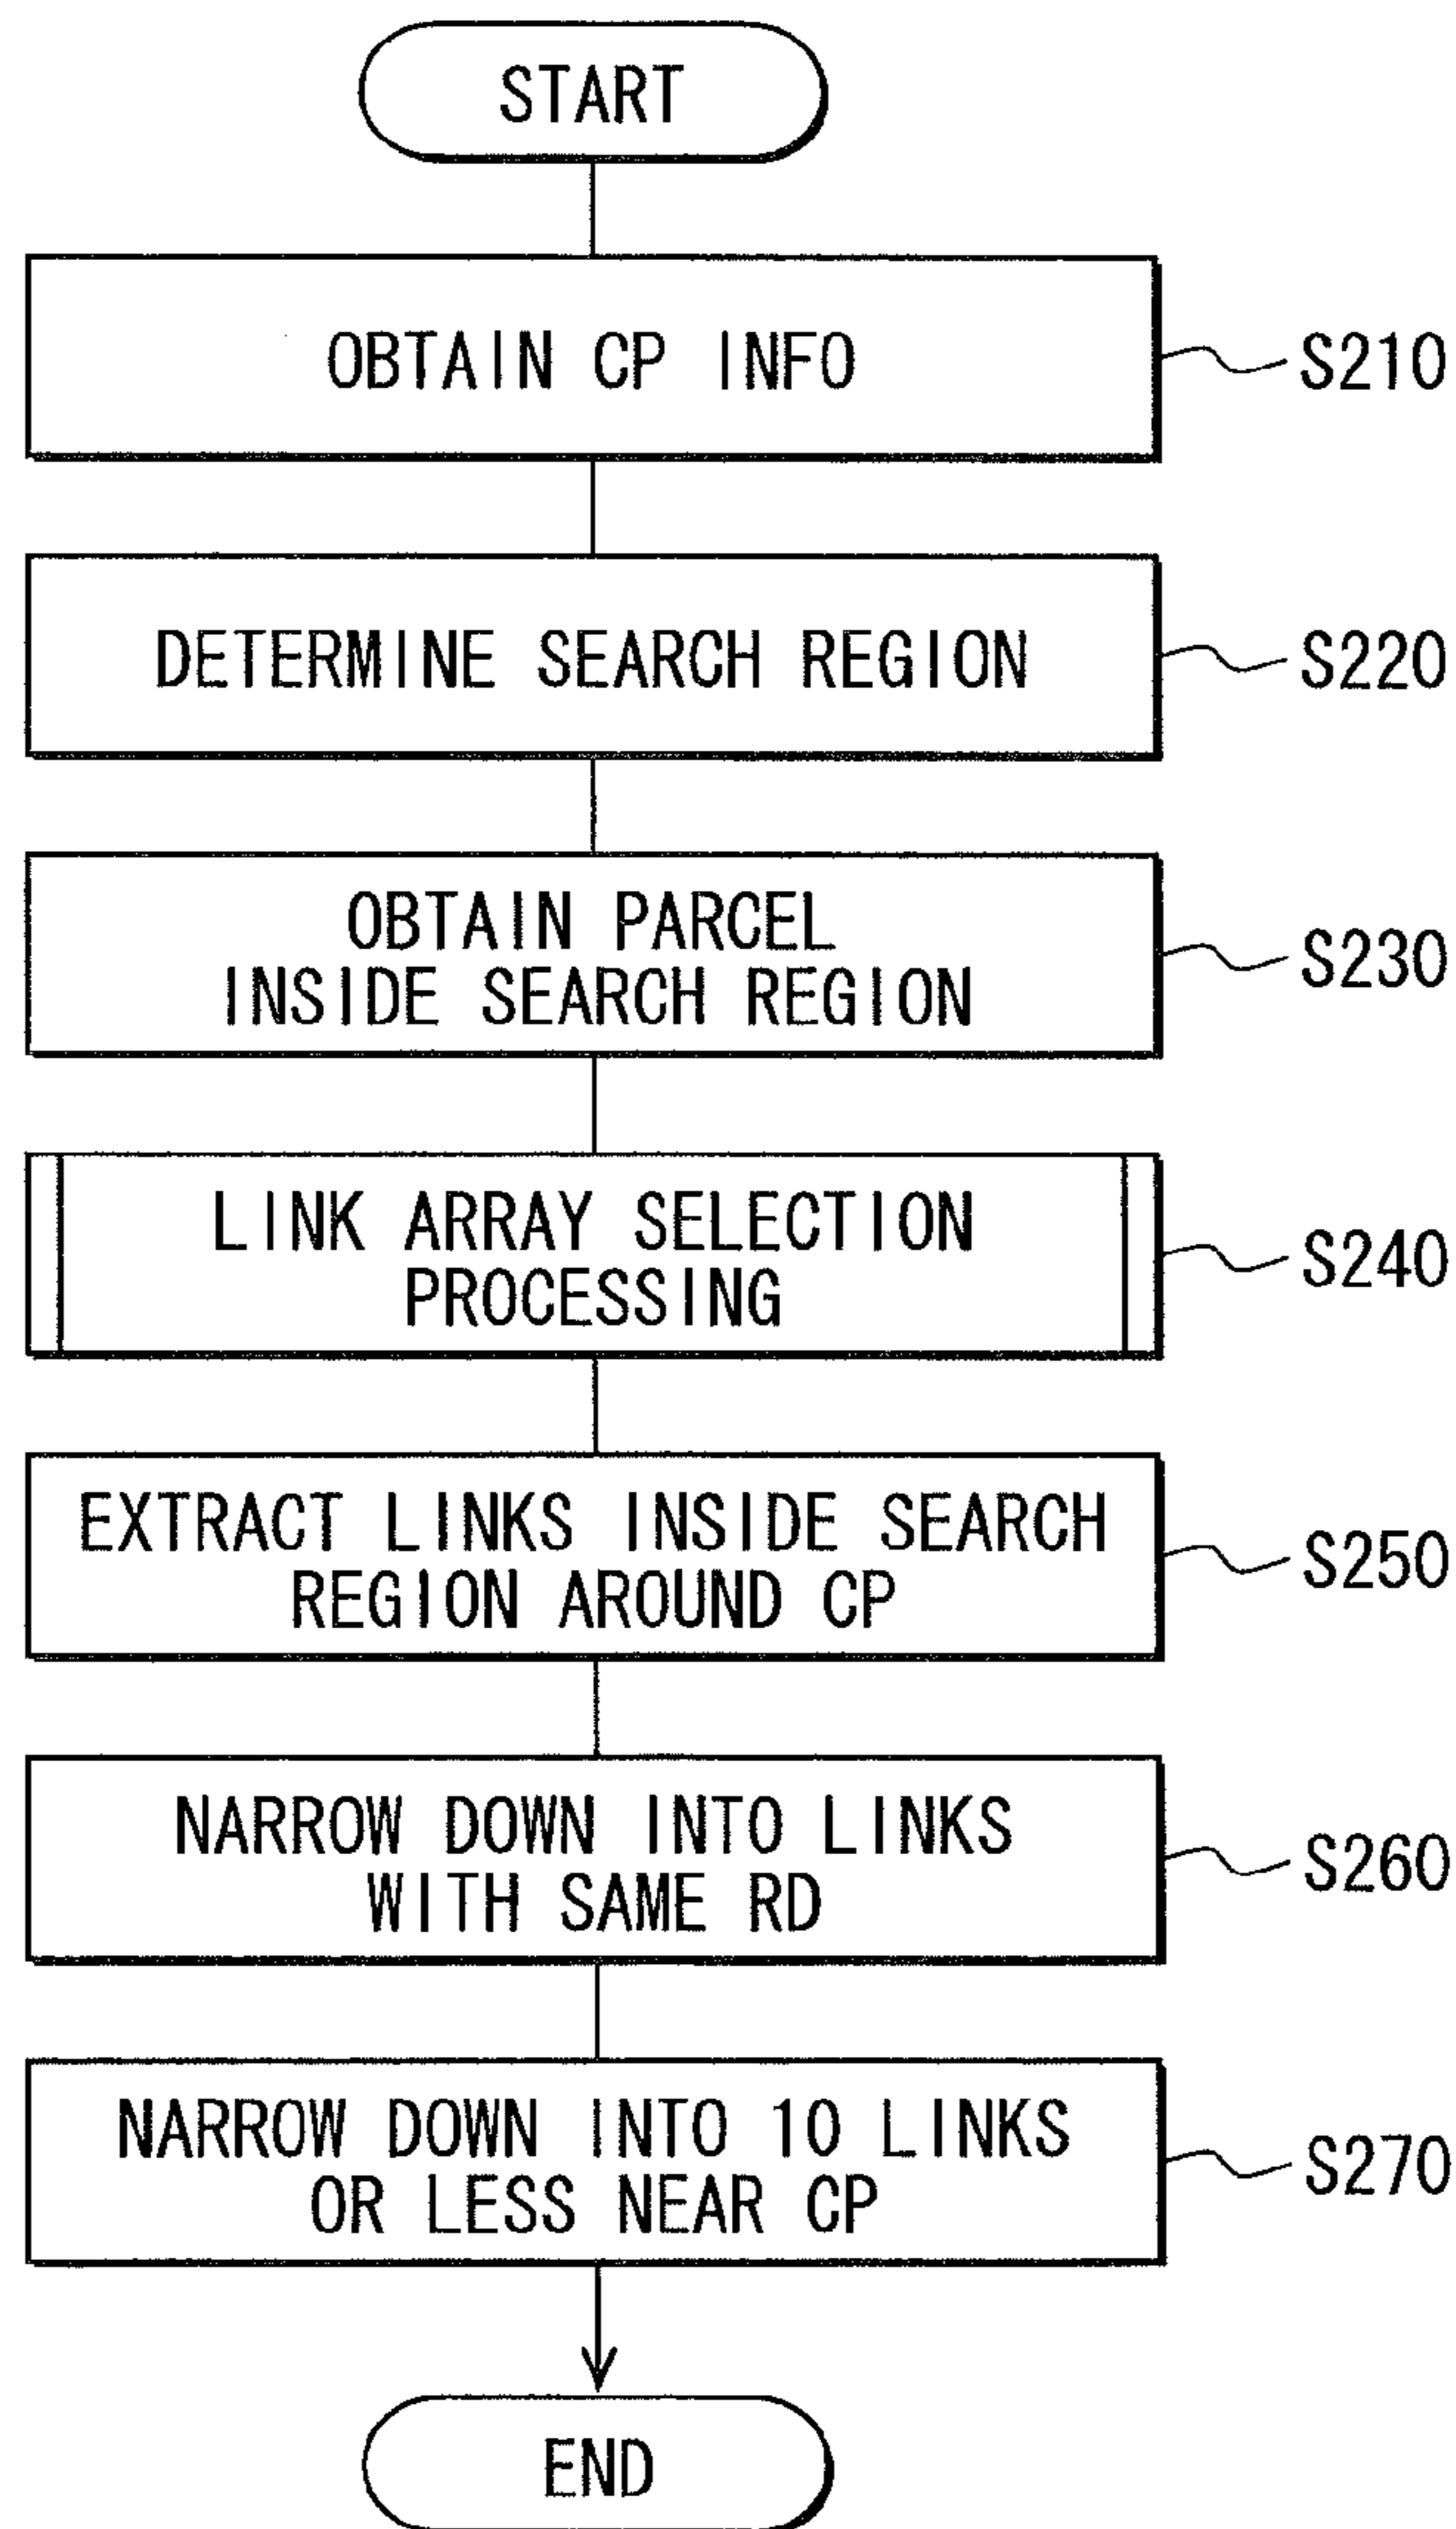 START
OBTAIN CP INFO
S210
DETERMINE SEARCH REGION
S220
OBTAIN PARCEL
INSIDE SEARCH REGION
S230
LINK ARRAY SELECTION
PROCESSING
S240
EXTRACT LINKS INSIDE SEARCH
REGION AROUND CP
S250
NARROW DOWN INTO LINKS
WITH SAME RD
S260
NARROW DOWN INTO 10 LINKS
OR LESS NEAR CP
S270
END